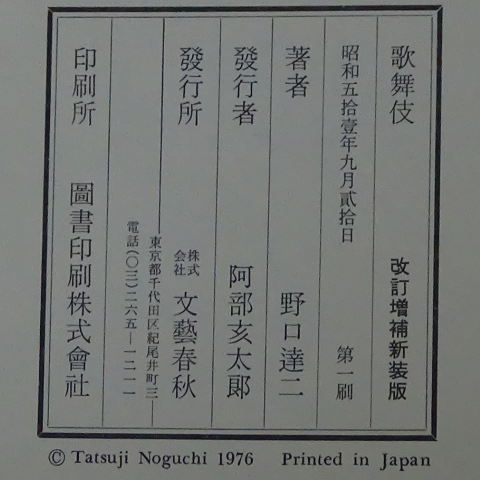 歌舞伎 改訂増補新装版
昭和五拾壹年九月貳拾日 第一刷
著者 野口達二
發行者 阿部亥太郎
發行所 株式会社 文藝春秋
東京都千代田区紀尾井町三—
電話(〇三)二六五—一二一一
印刷所 圖書印刷株式會社
© Tatsuji Noguchi 1976 Printed in Japan